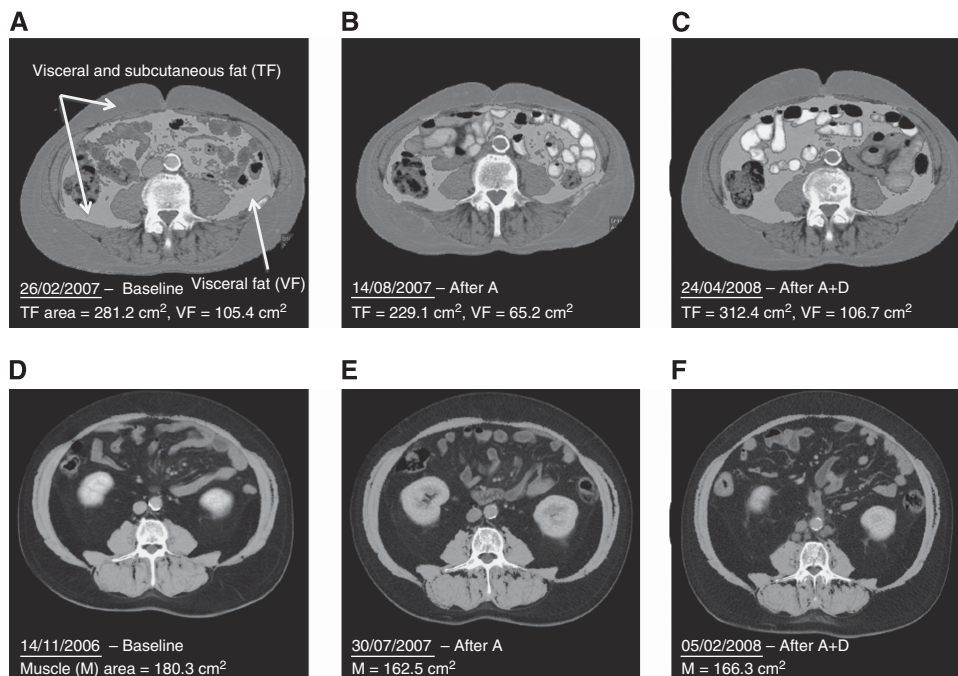 A
B
C
Visceral and subcutaneous fat (TF)
Visceral fat (VF)
26/02/2007 – Baseline
TF area = 281.2 cm², VF = 105.4 cm²
14/08/2007 – After A
TF = 229.1 cm², VF = 65.2 cm²
24/04/2008 – After A+D
TF = 312.4 cm², VF = 106.7 cm²
D
E
F
14/11/2006 – Baseline
Muscle (M) area = 180.3 cm²
30/07/2007 – After A
M = 162.5 cm²
05/02/2008 – After A+D
M = 166.3 cm²